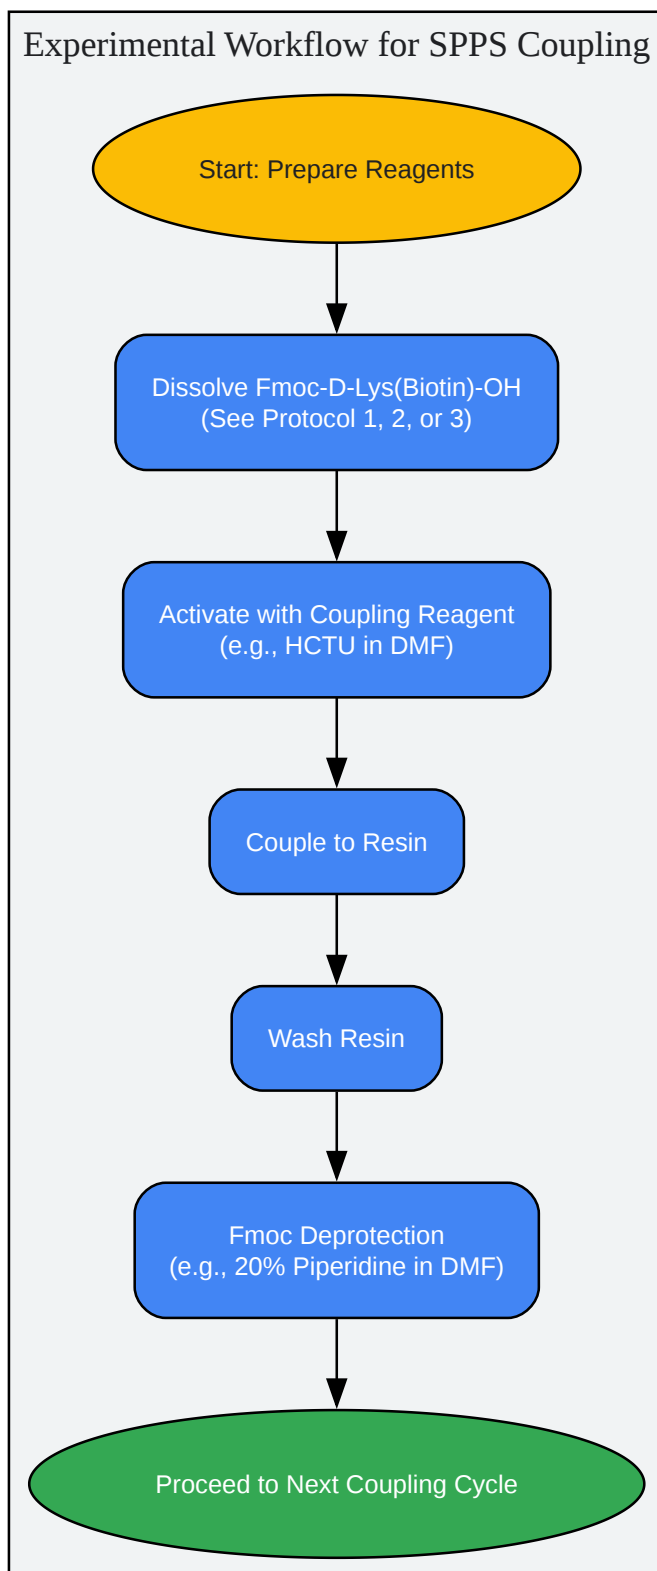 Experimental Workflow for SPPS Coupling
Start: Prepare Reagents
Dissolve Fmoc-D-Lys(Biotin)-OH
(See Protocol 1, 2, or 3)
Activate with Coupling Reagent
(e.g., HCTU in DMF)
Couple to Resin
Wash Resin
Fmoc Deprotection
(e.g., 20% Piperidine in DMF)
Proceed to Next Coupling Cycle